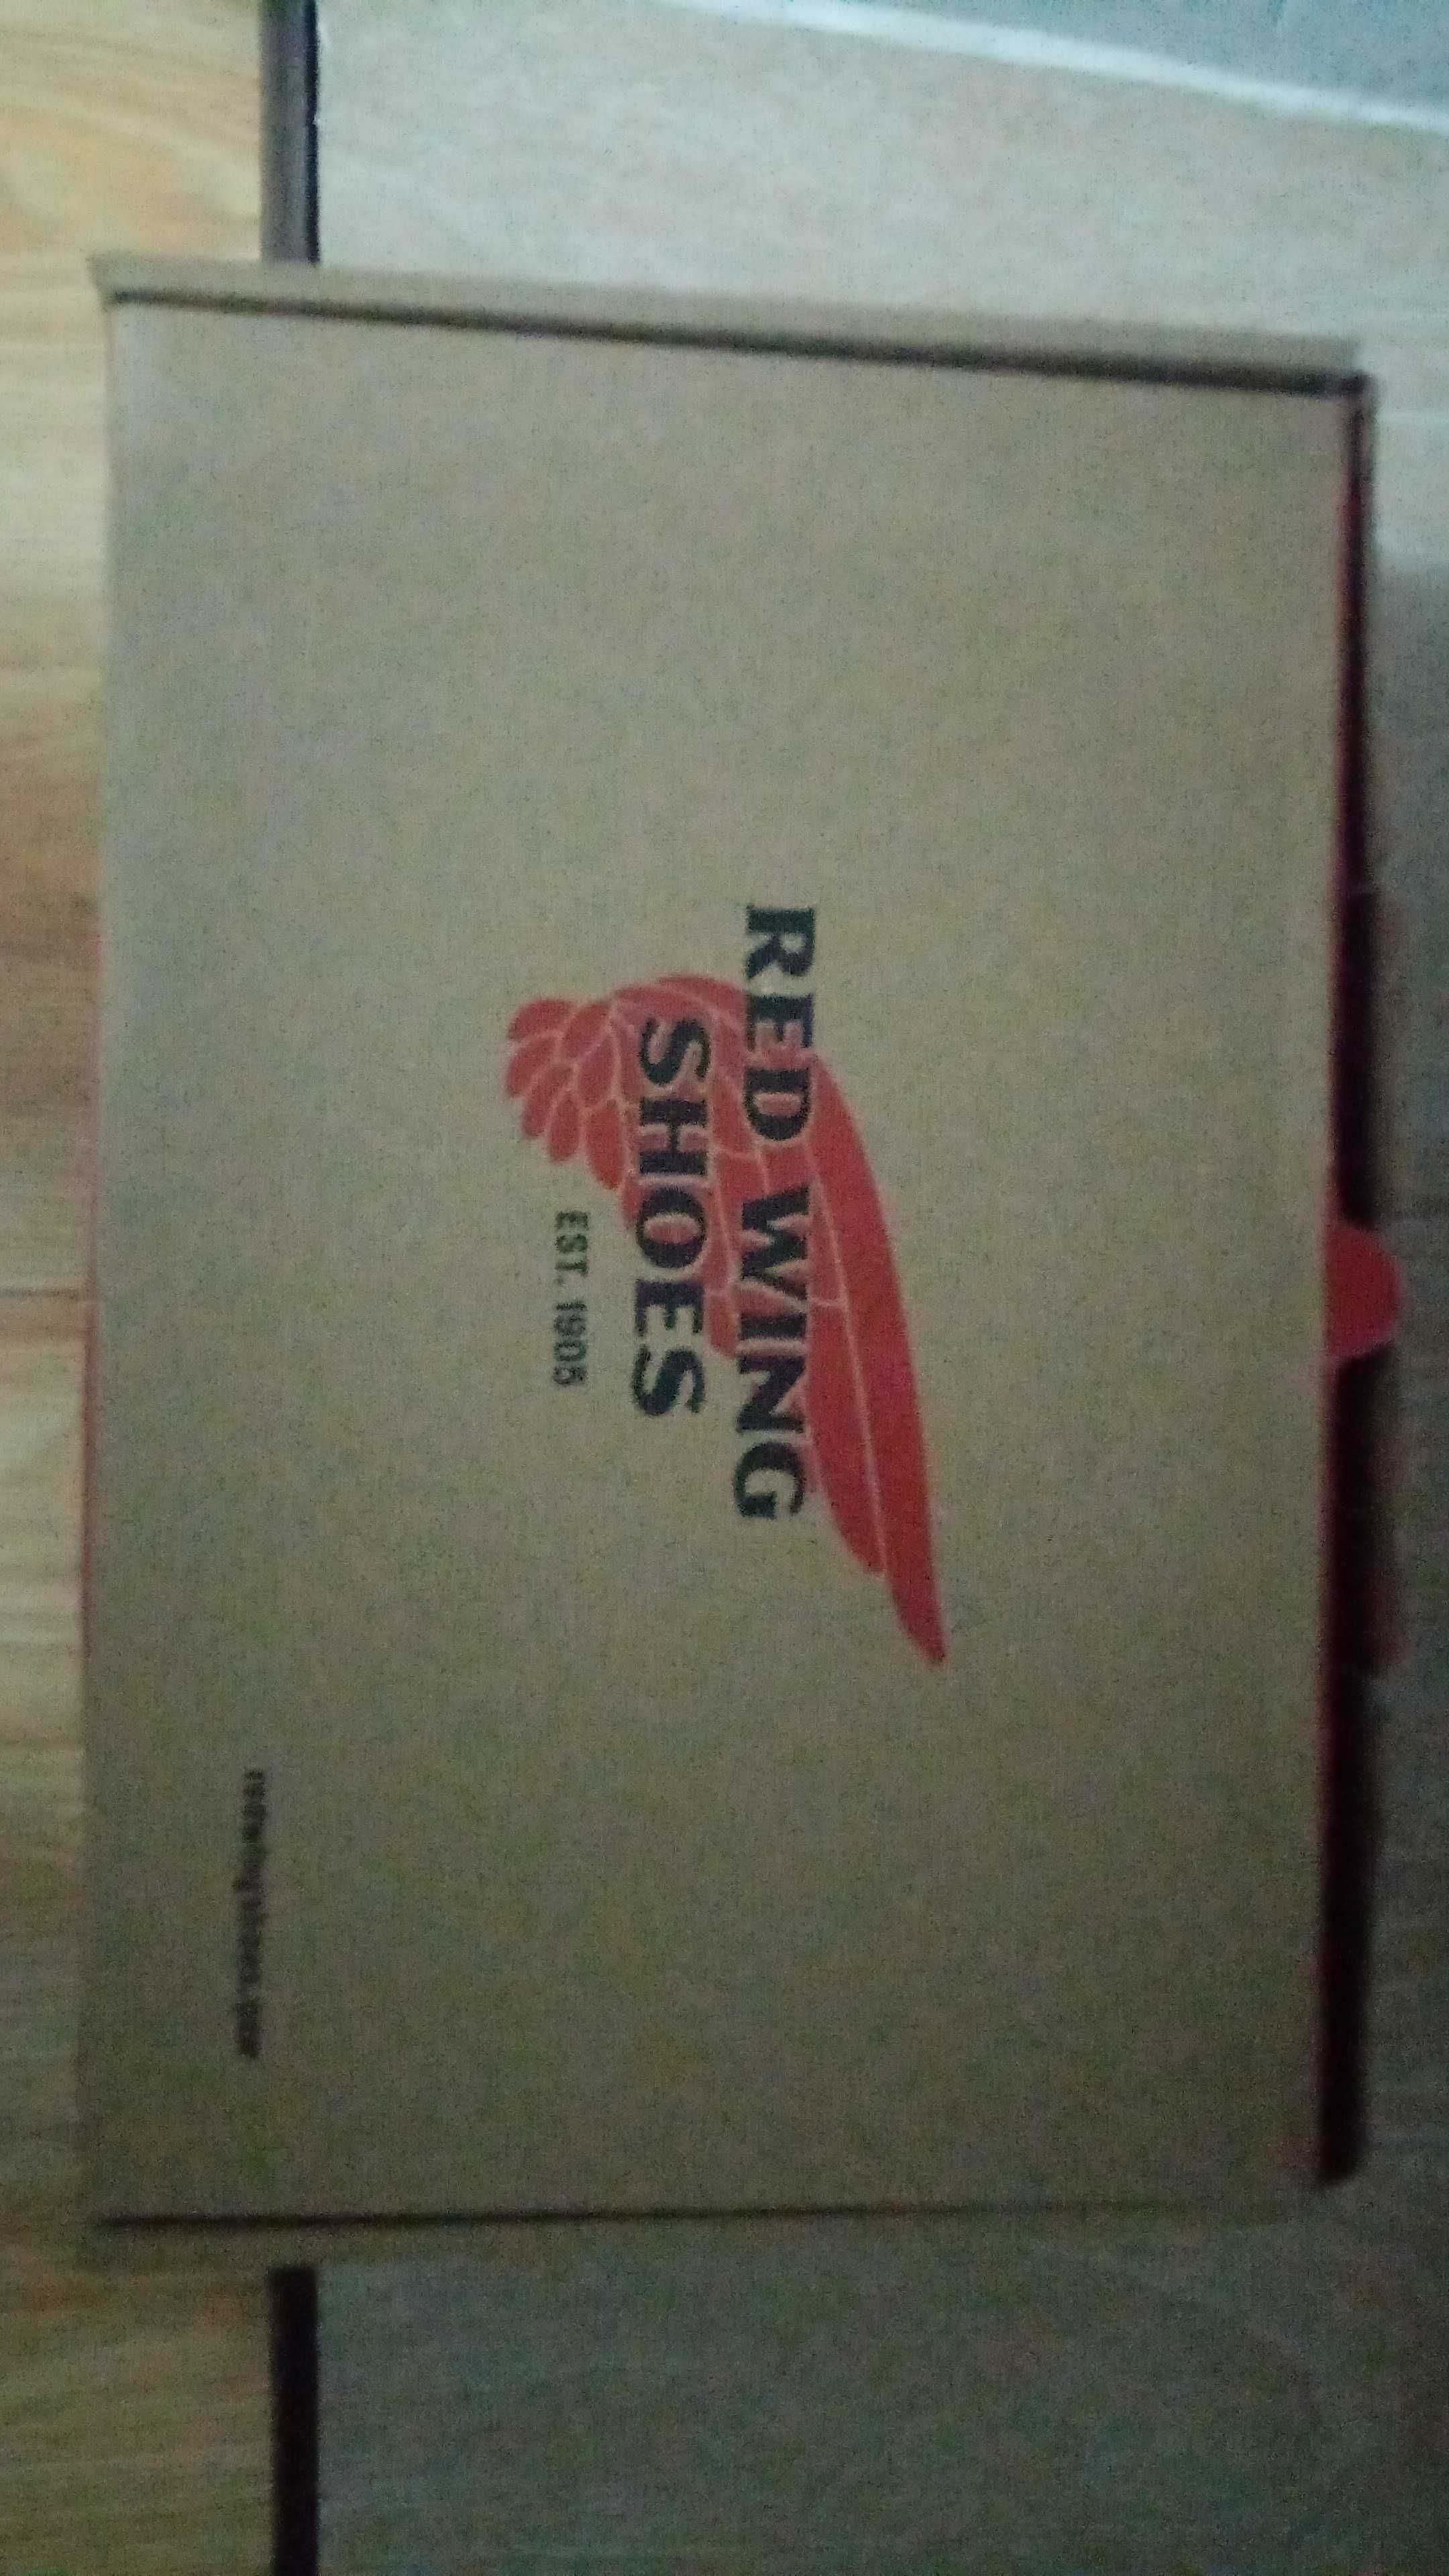 RED WING
SHOES
EST. 1905